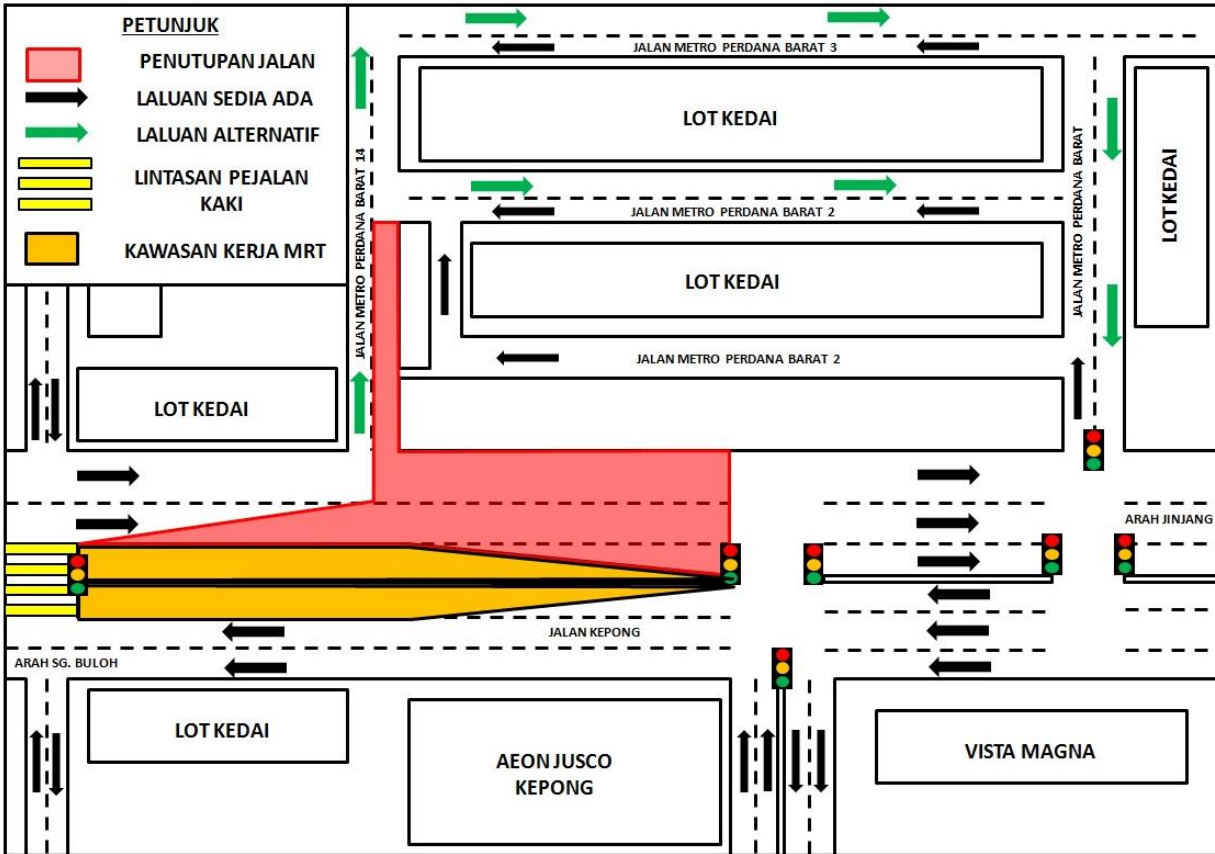 PETUNJUK
PENUTUPAN JALAN
LALUAN SEDIA ADA
LALUAN ALTERNATIF
LINTASAN PEJALAN
KAKI
KAWASAN KERJA MRT
JALAN METRO PERDANA BARAT 3
LOT KEDAI
JALAN METRO PERDANA BARAT 14
JALAN METRO PERDANA BARAT
LOT KEDAI
JALAN METRO PERDANA BARAT 2
LOT KEDAI
JALAN METRO PERDANA BARAT 2
LOT KEDAI
ARAH JINJANG
JALAN KEPONG
ARAH SG. BULOH
LOT KEDAI
AEON JUSCO
KEPONG
VISTA MAGNA